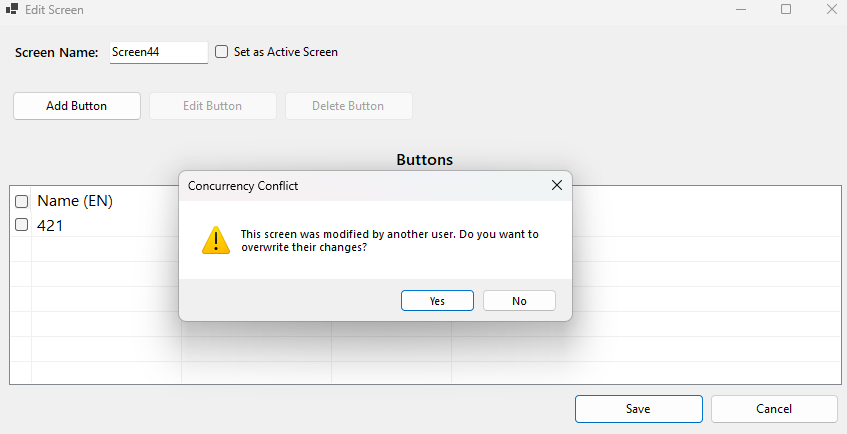 Edit Screen
Screen Name: Screen44 Set as Active Screen
Add Button Edit Button Delete Button
Buttons
Concurrency Conflict
This screen was modified by another user. Do you want to
overwrite their changes?
Yes No
Name (EN)
421
Save Cancel